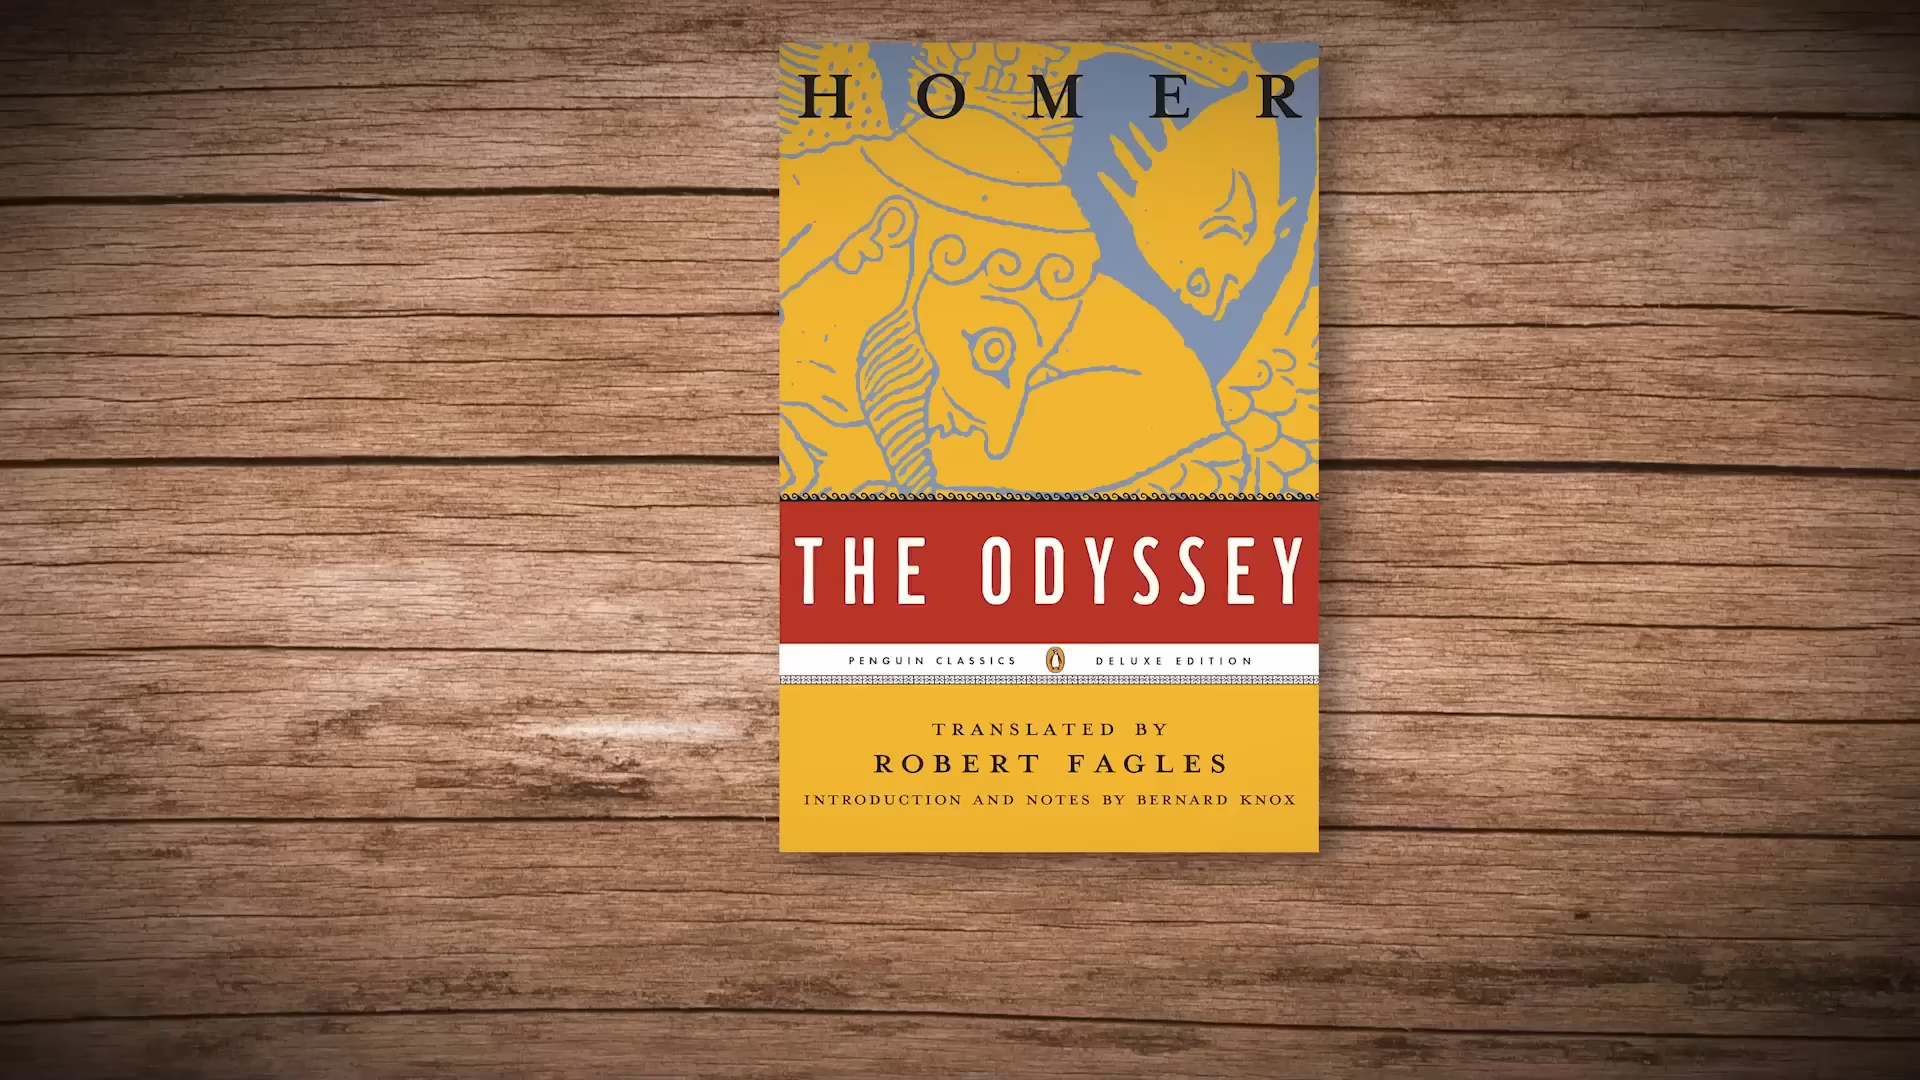 HOMER
THE ODYSSEY
PENGUIN CLASSICS DELUXE EDITION
TRANSLATED BY
ROBERT FAGLES
INTRODUCTION AND NOTES BY BERNARD KNOX